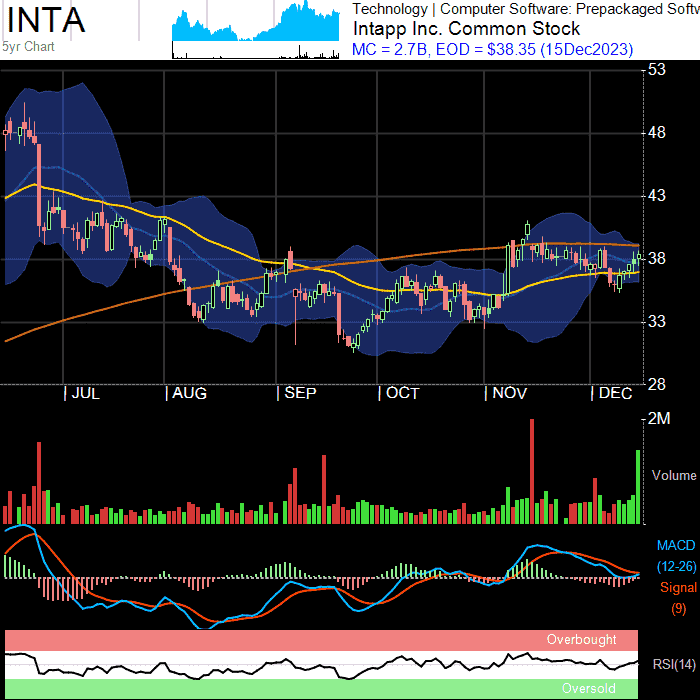 INTA
5yr Chart
Technology | Computer Software: Prepackaged Softw
Intapp Inc. Common Stock
MC = 2.7B, EOD = $38.35 (15Dec2023)
53
48
43
38
33
28
| JUL | AUG | SEP | OCT | NOV | DEC
2M
Volume
MACD
(12-26)
Signal
(9)
Overbought
RSI(14)
Oversold